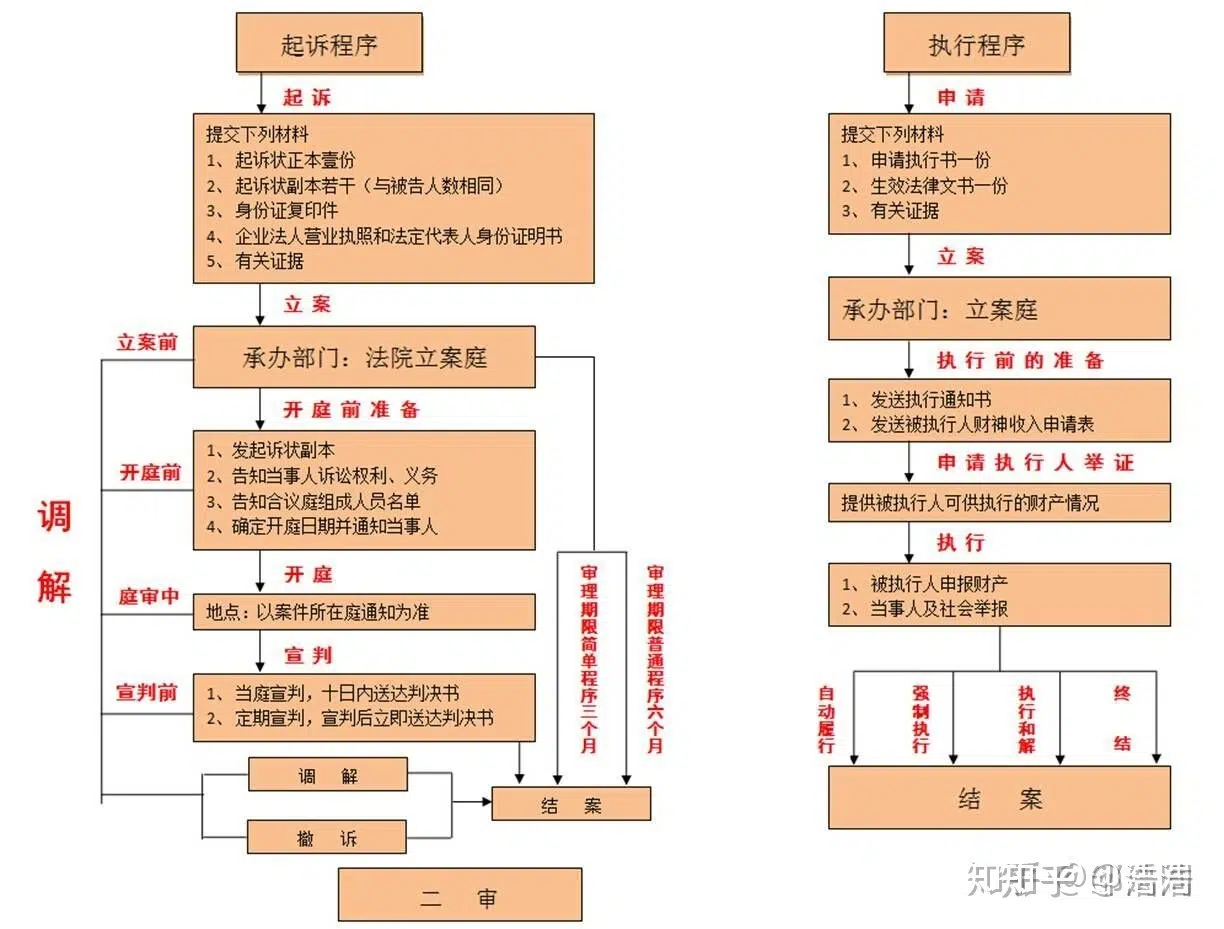 起诉程序
起诉
提交下列材料
1、起诉状正本壹份
2、起诉状副本若干（与被告人数相同）
3、身份证复印件
4、企业法人营业执照和法定代表人身份证明书
5、有关证据
立案
立案前
承办部门：法院立案庭
开庭前准备
开庭前
1、发起诉状副本
2、告知当事人诉讼权利、义务
3、告知合议庭组成人员名单
4、确定开庭日期并通知当事人
调
解
开庭
庭审中
地点：以案件所在庭通知为准
宣判
宣判前
1、当庭宣判，十日内送达判决书
2、定期宣判，宣判后立即送达判决书
审理期限简单程序三个月
审理期限普通程序六个月
调 解
撤 诉
结 案
二 审
执行程序
申请
提交下列材料
1、申请执行书一份
2、生效法律文书一份
3、有关证据
立案
承办部门：立案庭
执行前的准备
1、发送执行通知书
2、发送被执行人财神收入申请表
申请执行人举证
提供被执行人可供执行的财产情况
执行
1、被执行人申报财产
2、当事人及社会举报
自动履行
强制执行
执行和解
终 结
结 案
知乎